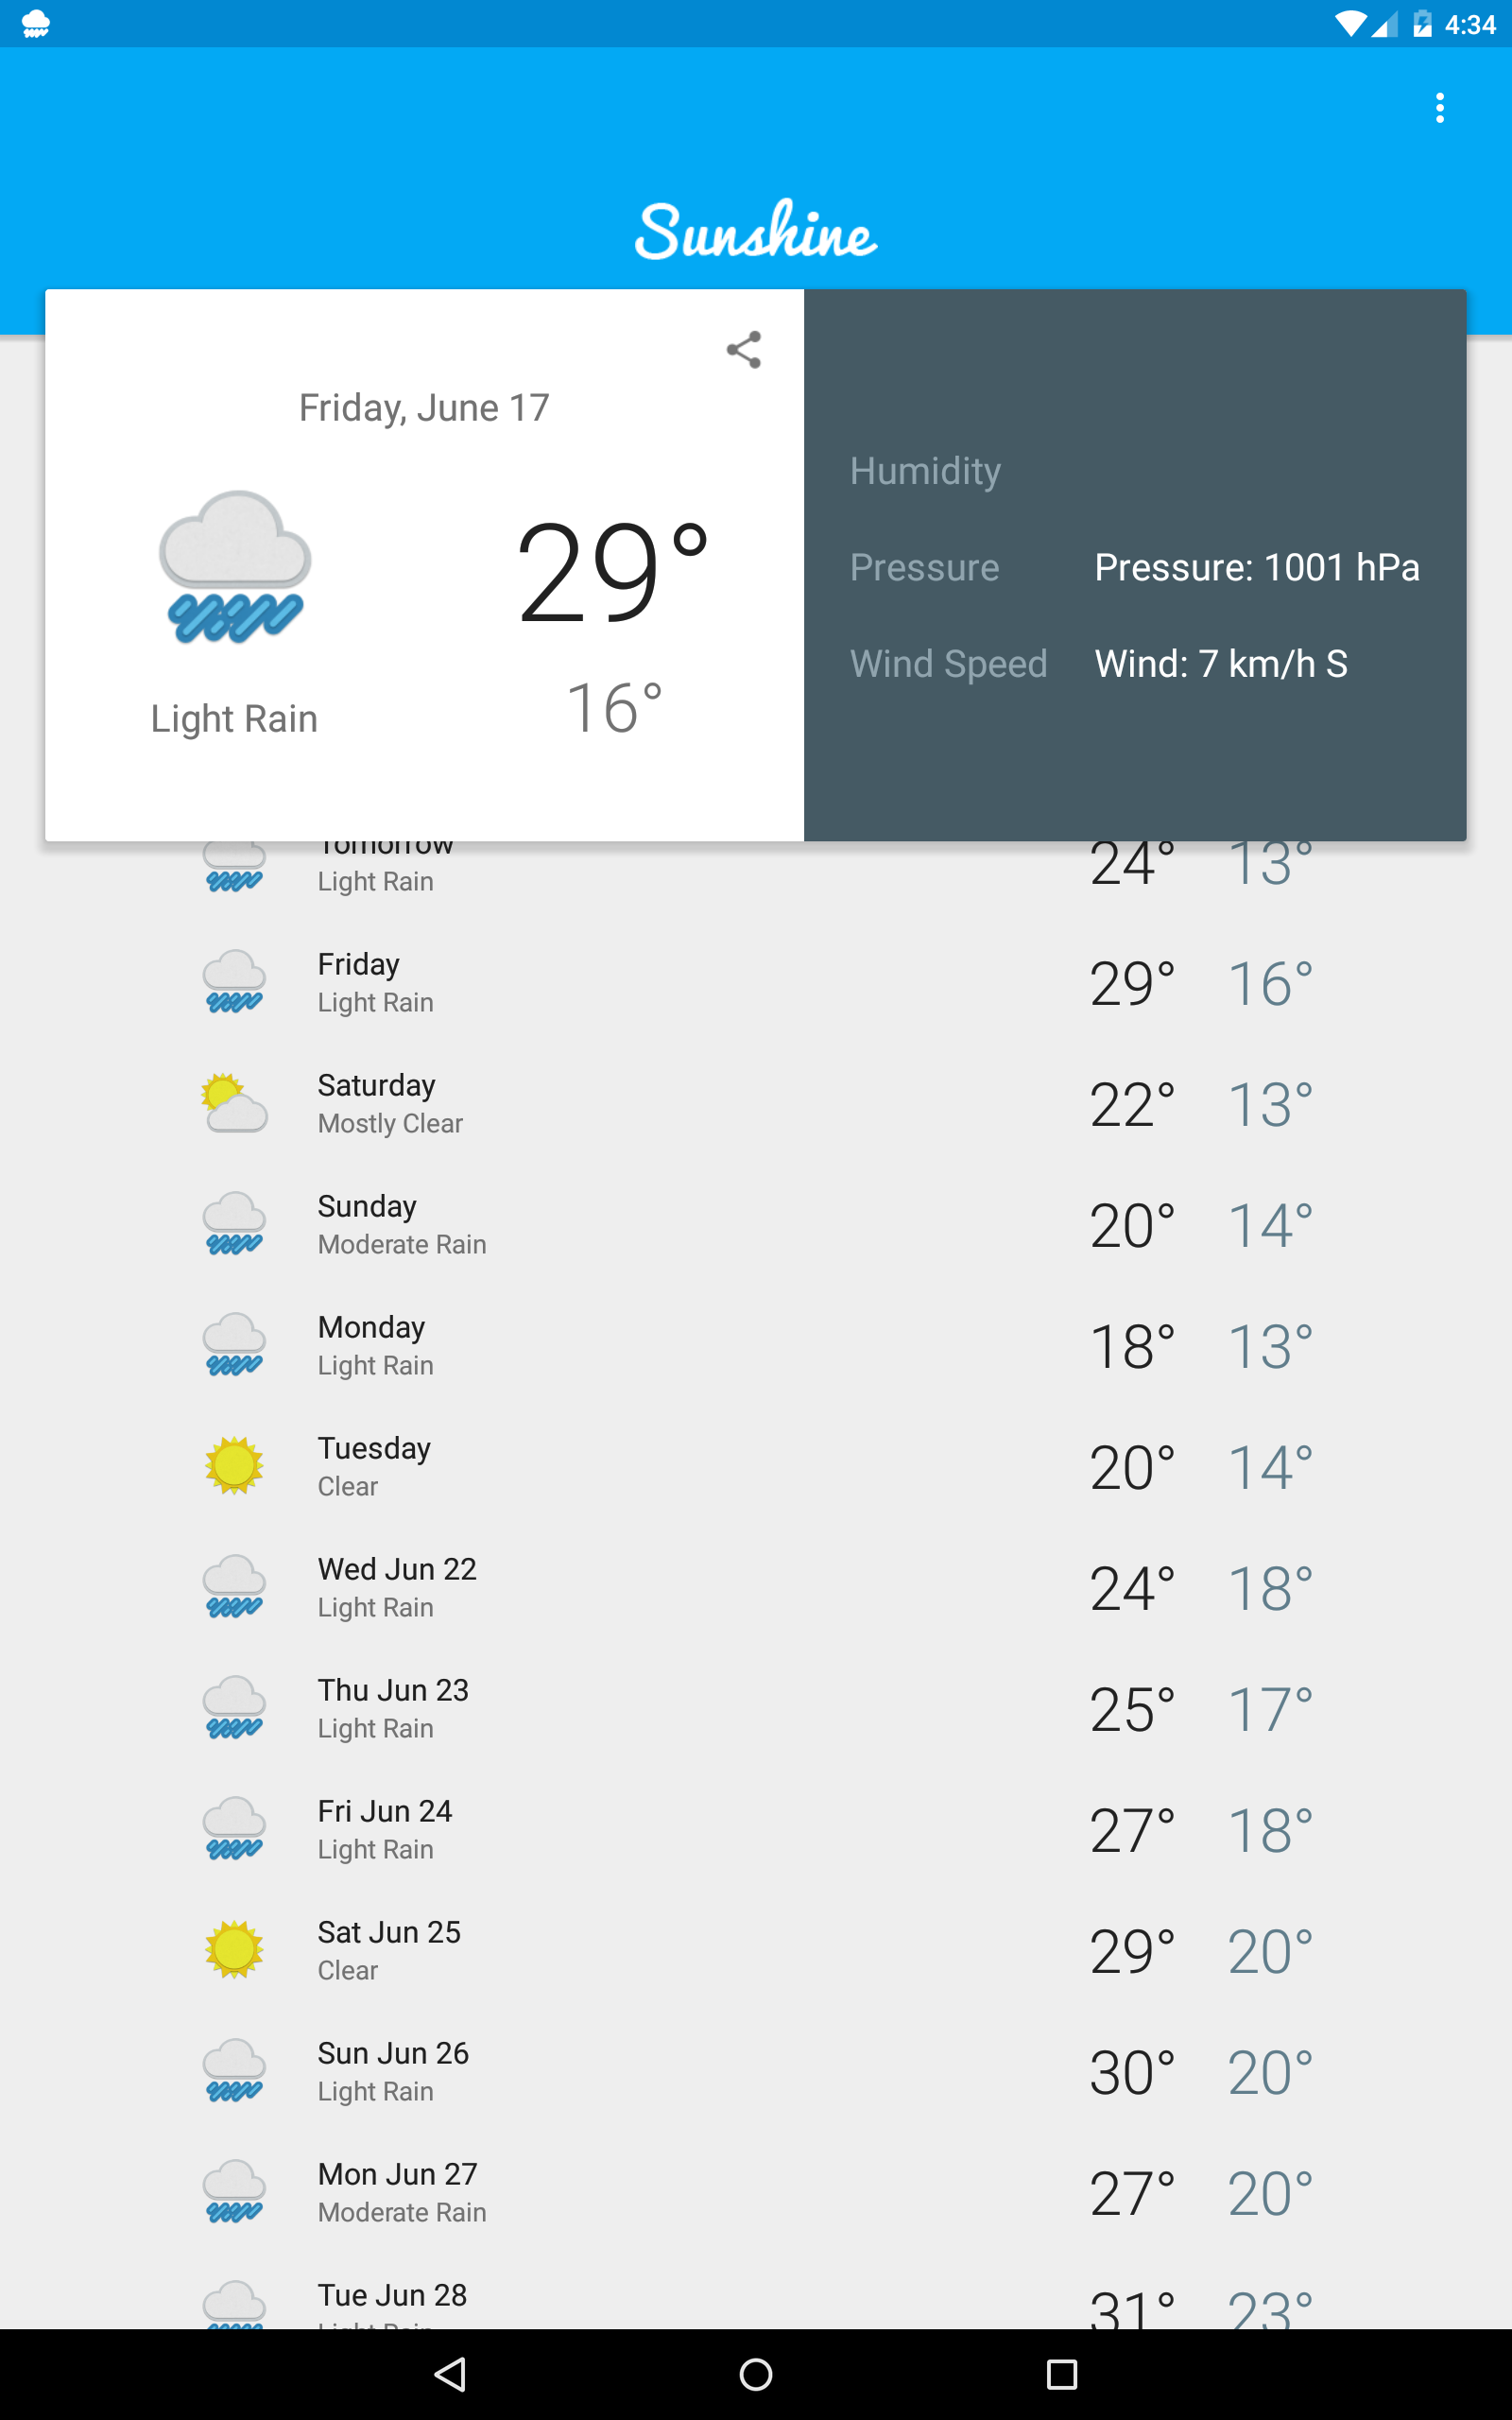 4:34
Sunshine
Friday, June 17
29°
16°
Light Rain
Humidity
Pressure Pressure: 1001 hPa
Wind Speed Wind: 7 km/h S
Tomorrow 24° 13°
Light Rain
Friday 29° 16°
Light Rain
Saturday 22° 13°
Mostly Clear
Sunday 20° 14°
Moderate Rain
Monday 18° 13°
Light Rain
Tuesday 20° 14°
Clear
Wed Jun 22 24° 18°
Light Rain
Thu Jun 23 25° 17°
Light Rain
Fri Jun 24 27° 18°
Light Rain
Sat Jun 25 29° 20°
Clear
Sun Jun 26 30° 20°
Light Rain
Mon Jun 27 27° 20°
Moderate Rain
Tue Jun 28 31° 23°
Light Rain